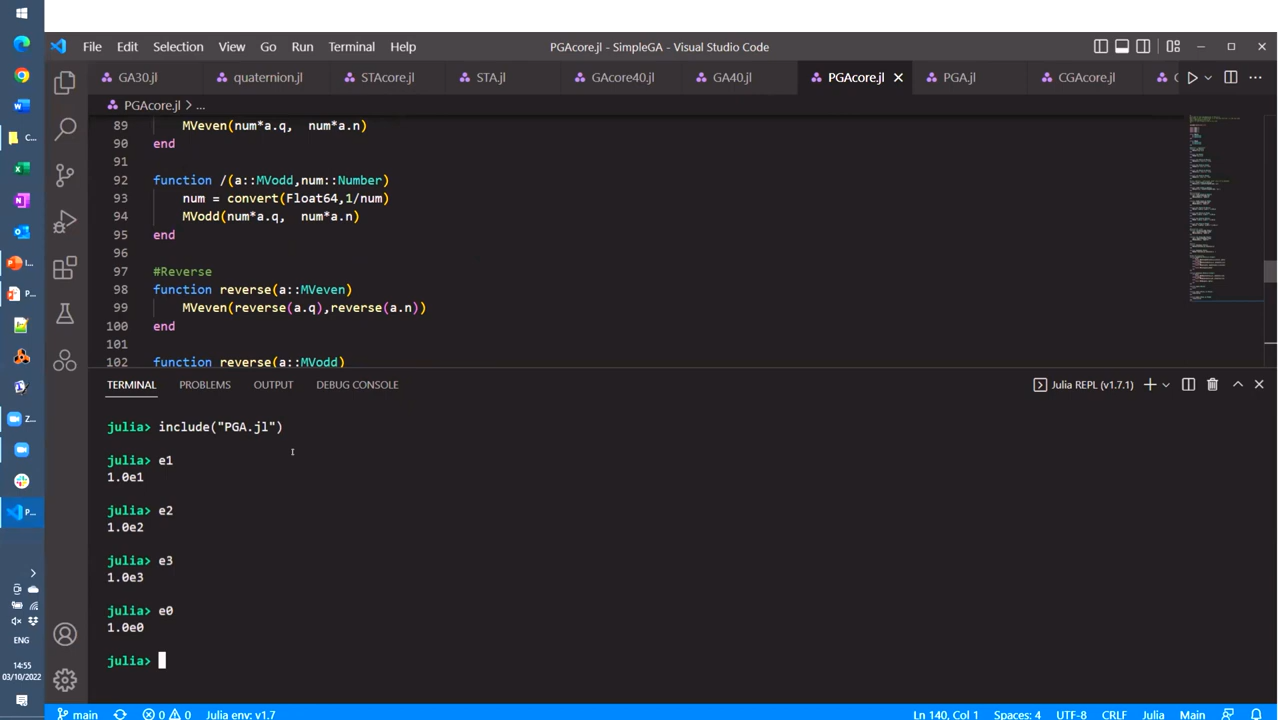 File Edit Selection View Go Run Terminal Help
PGAcore.jl - SimpleGA - Visual Studio Code
GA30.jl quaternion.jl STAcore.jl STA.jl GAcore40.jl GA40.jl PGAcore.jl PGA.jl CGAcore.jl
PGAcore.jl > ...
89 MVeven(num*a.q, num*a.n)
90 end
91
92 function /(a::MVodd,num::Number)
93 num = convert(Float64,1/num)
94 MVodd(num*a.q, num*a.n)
95 end
96
97 #Reverse
98 function reverse(a::MVeven)
99 MVeven(reverse(a.q),reverse(a.n))
100 end
101
102 function reverse(a::MVodd)
TERMINAL PROBLEMS OUTPUT DEBUG CONSOLE
Julia REPL (v1.7.1)
julia> include("PGA.jl")
julia> e1
1.0e1
julia> e2
1.0e2
julia> e3
1.0e3
julia> e0
1.0e0
julia>
ENG
14:55
03/10/2022
main 0 0 Julia env: v1.7
Ln 140, Col 1 Spaces: 4 UTF-8 CRLF Julia Main